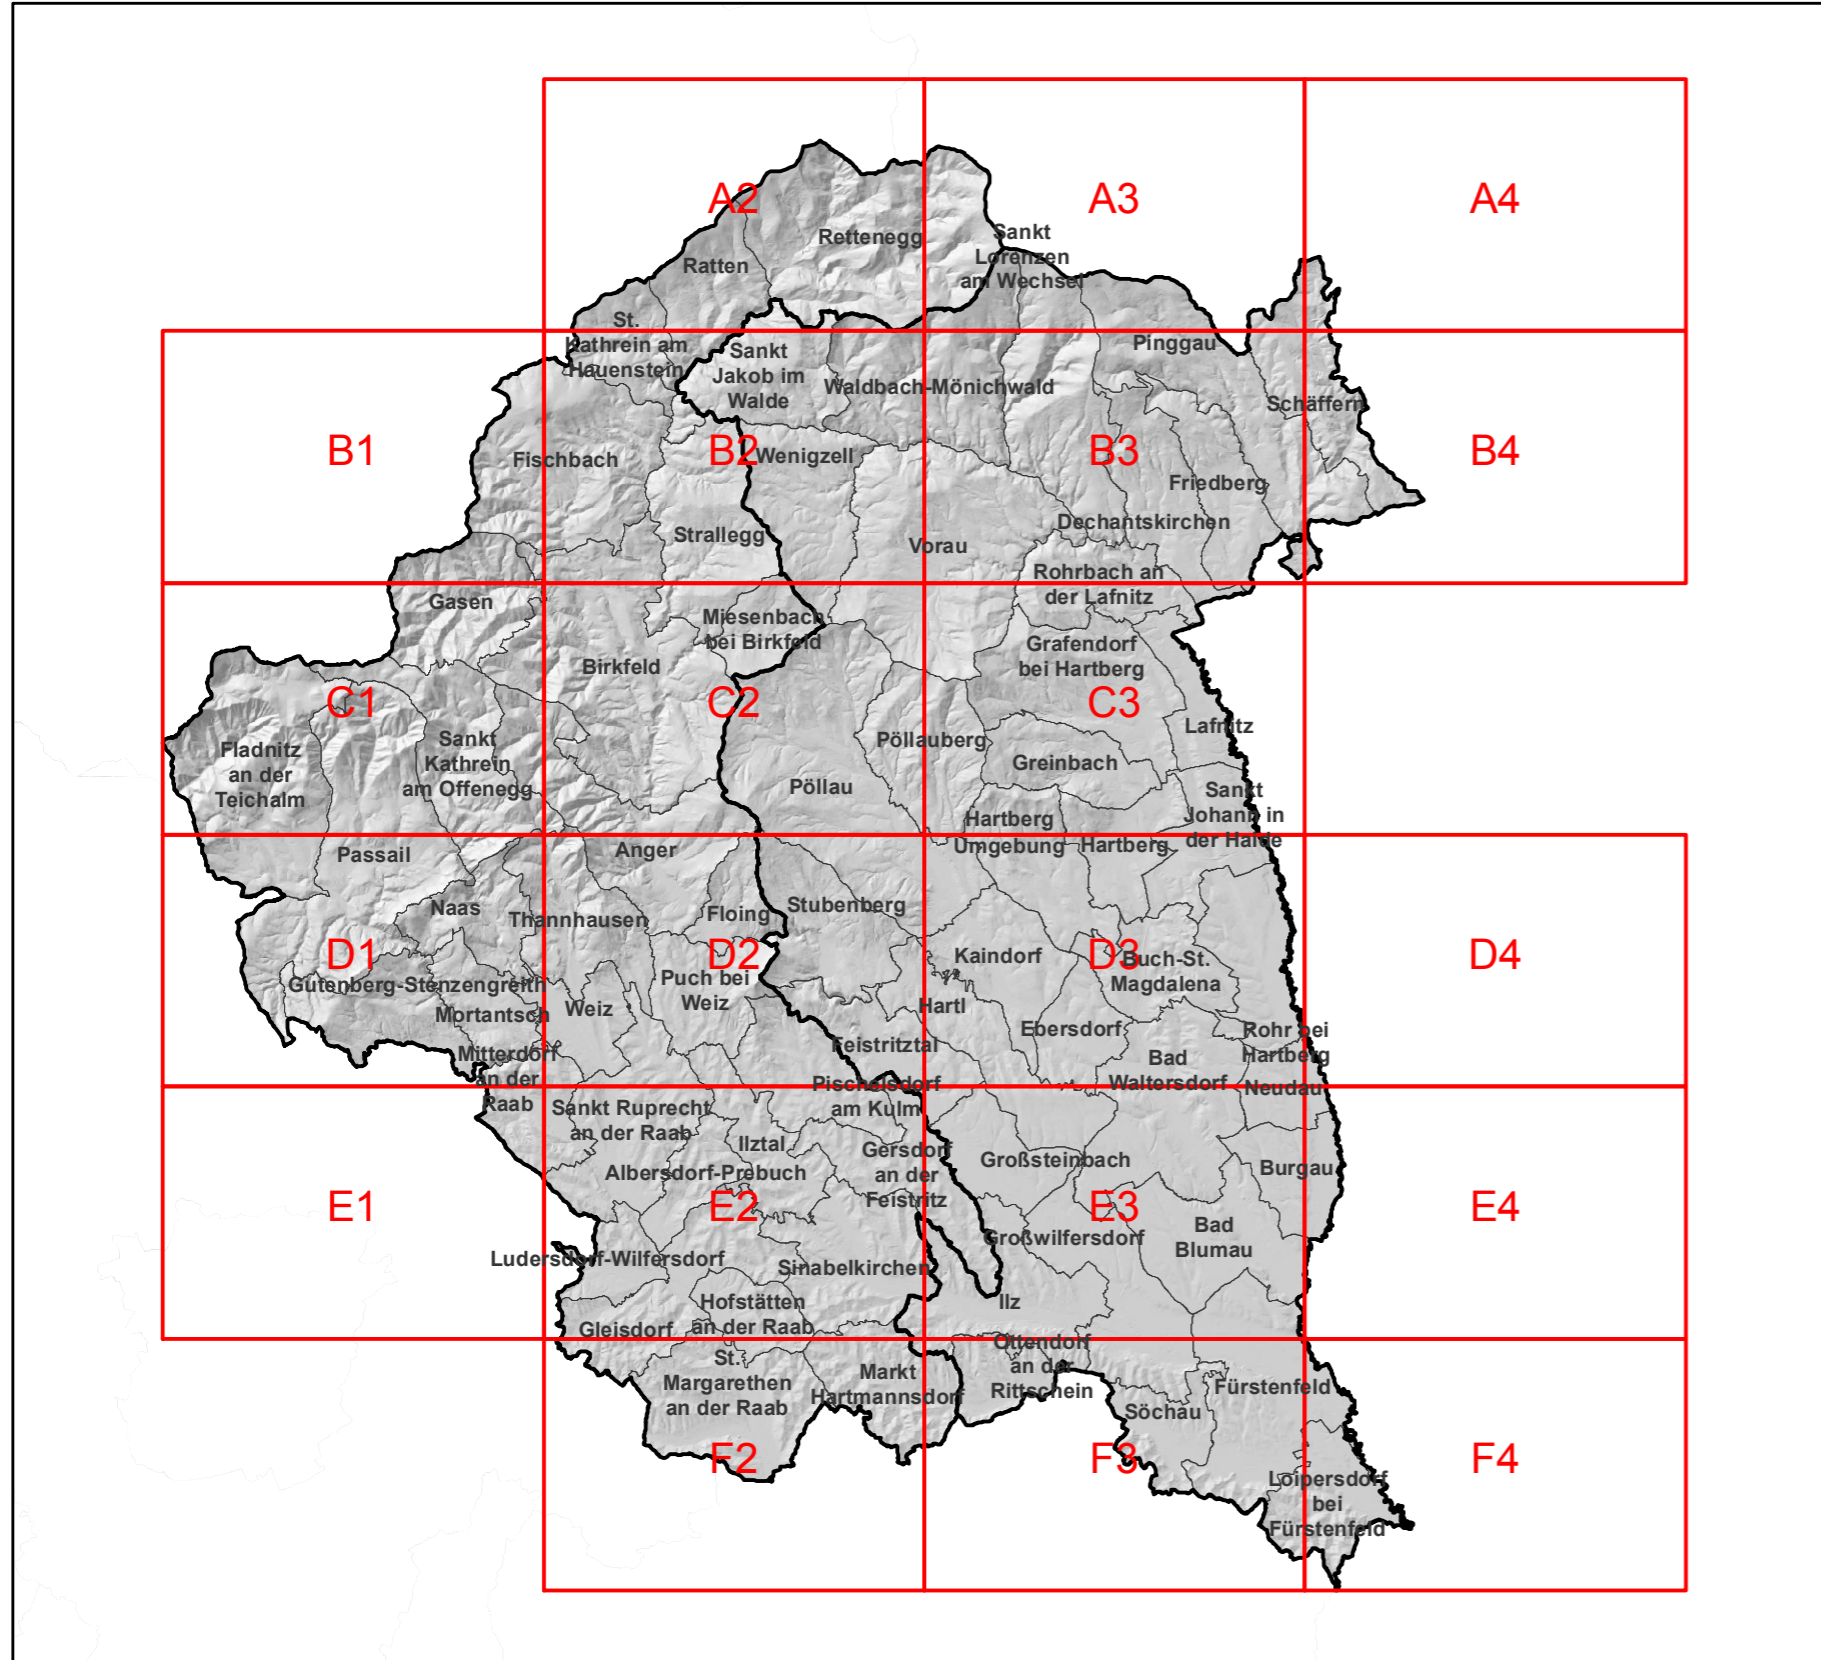 A2
A3
A4
Rettenegg
Sankt
Lorenzen
am Wechsel
Ratten
St.
Kathrein am
Hauenstein
Sankt
Jakob im
Walde
Waldbach-Mönichwald
Pinggau
Schäffern
B1
B2
B3
B4
Fischbach
Wenigzell
Friedberg
Strallegg
Dechantskirchen
Vorau
Rohrbach an
der Lafnitz
Gasen
Miesenbach
bei Birkfeld
Birkfeld
Grafendorf
bei Hartberg
C1
C2
C3
Lafnitz
Fladnitz
an der
Teichalm
Sankt
Kathrein
am Offenegg
Pöllauberg
Greinbach
Pöllau
Sankt
Johann in
der Haide
Hartberg
Umgebung
Hartberg
Passail
Anger
Naas
Thannhausen
Floing
Stubenberg
D1
D2
D3
D4
Kaindorf
Buch-St.
Magdalena
Gutenberg-Stenzengreith
Puch bei
Weiz
Mortantsch
Weiz
Hartl
Ebersdorf
Rohr bei
Hartberg
Feistritztal
Mitterdorf
an der
Raab
Bad
Waltersdorf
Neudau
Pischelsdorf
am Kulm
Sankt Ruprecht
an der Raab
Ilztal
Gersdorf
an der
Feistritz
Großsteinbach
Burgau
Albersdorf-Prebuch
E1
E2
E3
E4
Großwilfersdorf
Bad
Blumau
Ludersdorf-Wilfersdorf
Sinabelkirchen
Hofstätten
an der Raab
Ilz
Gleisdorf
Ottendorf
an der
Rittschein
St.
Margarethen
an der Raab
Markt
Hartmannsdorf
Fürstenfeld
Söchau
F2
F3
F4
Loipersdorf
bei
Fürstenfeld